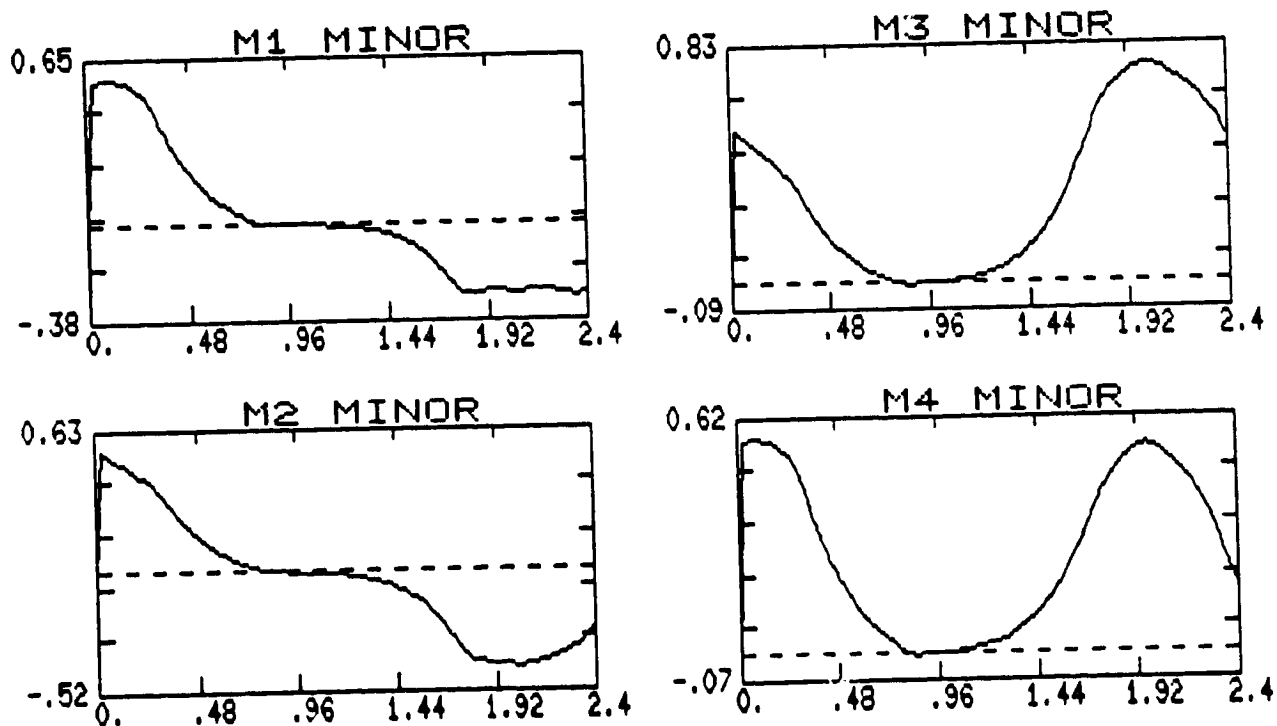 M1 MINOR
0.65
-.38
0. .48 .96 1.44 1.92 2.4
M3 MINOR
0.83
-.09
0. .48 .96 1.44 1.92 2.4
M2 MINOR
0.63
-.52
0. .48 .96 1.44 1.92 2.4
M4 MINOR
0.62
-.07
0. .48 .96 1.44 1.92 2.4